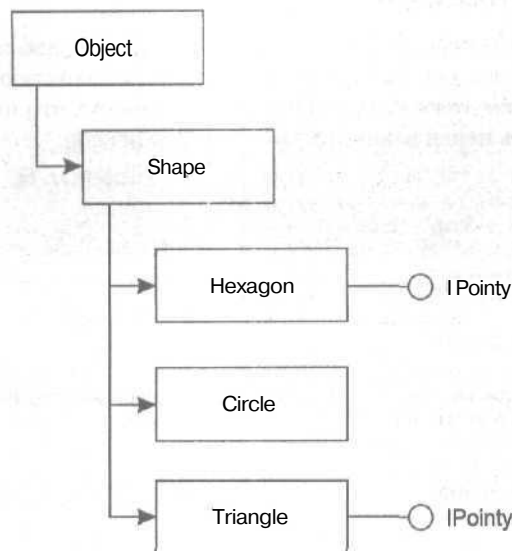 Object
Shape
Hexagon
I Pointy
Circle
Triangle
IPointy